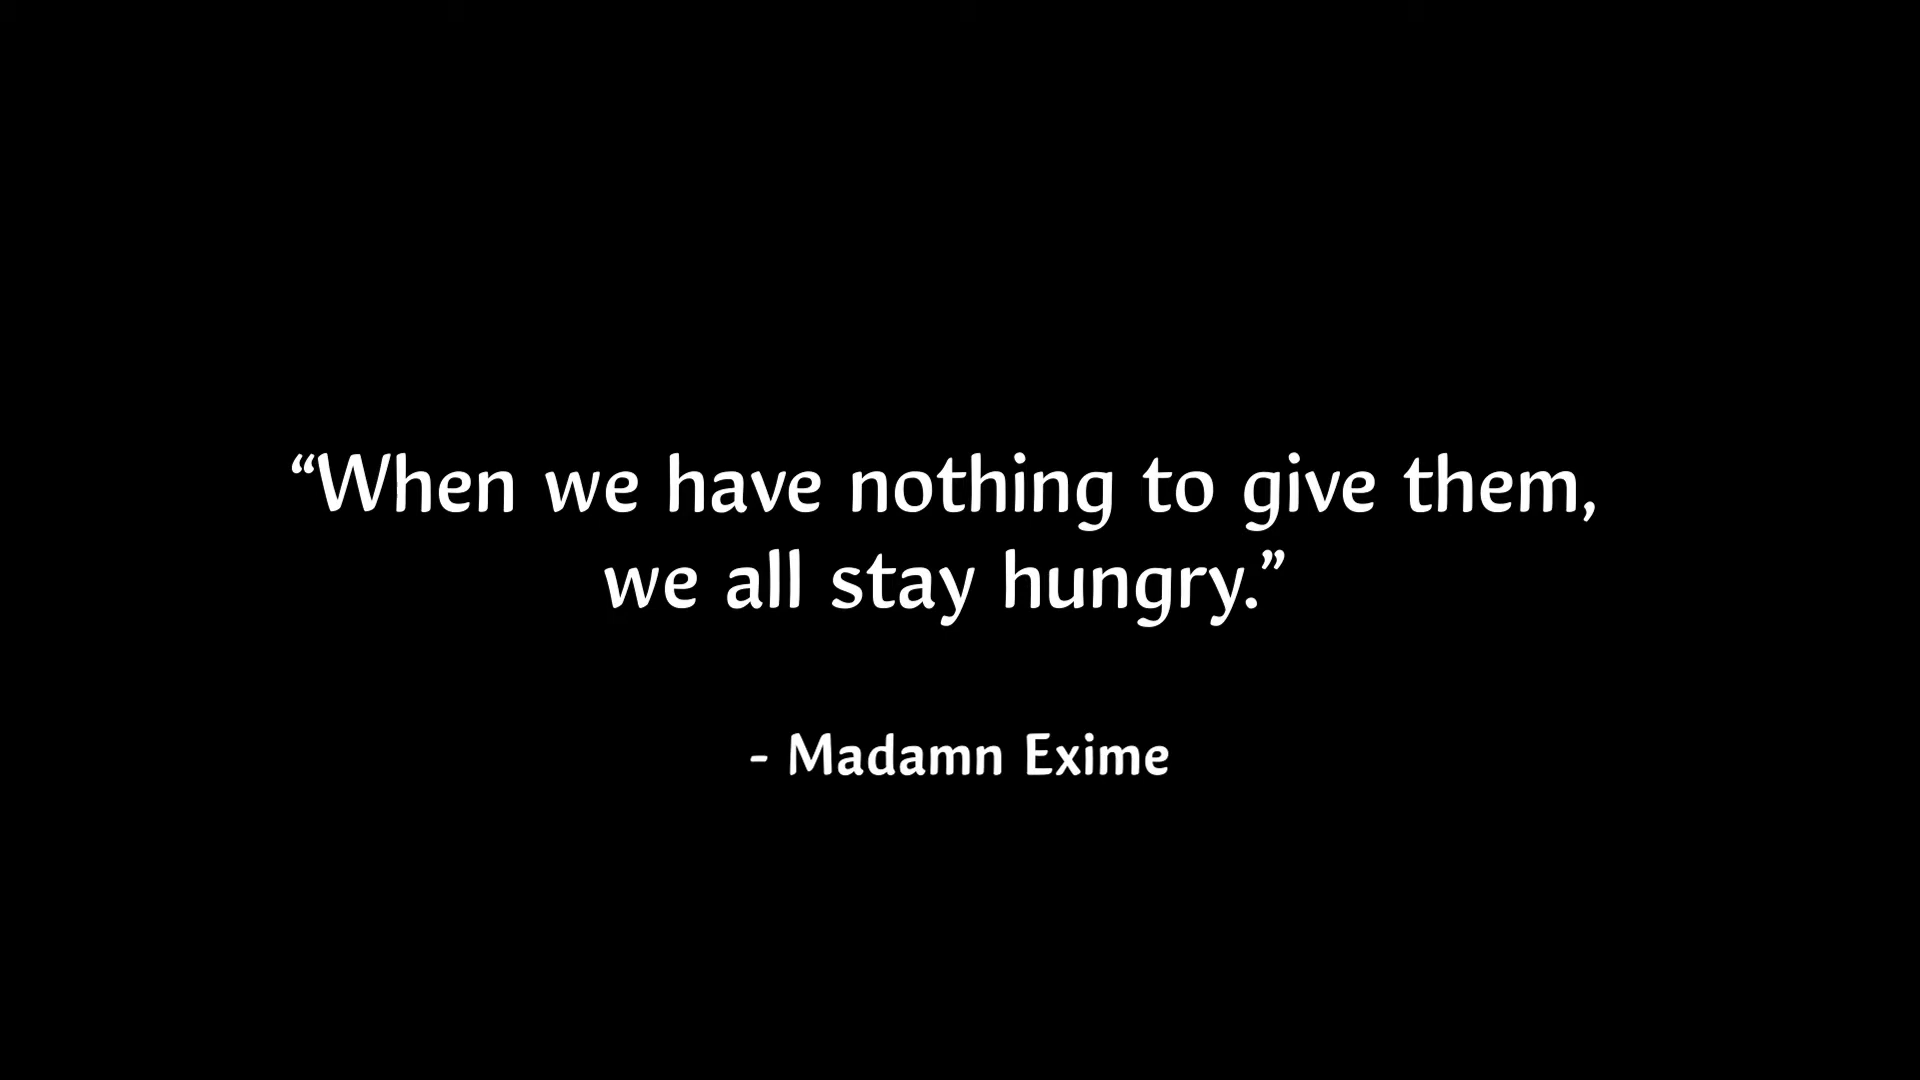 “When we have nothing to give them,
we all stay hungry.”
- Madamn Exime